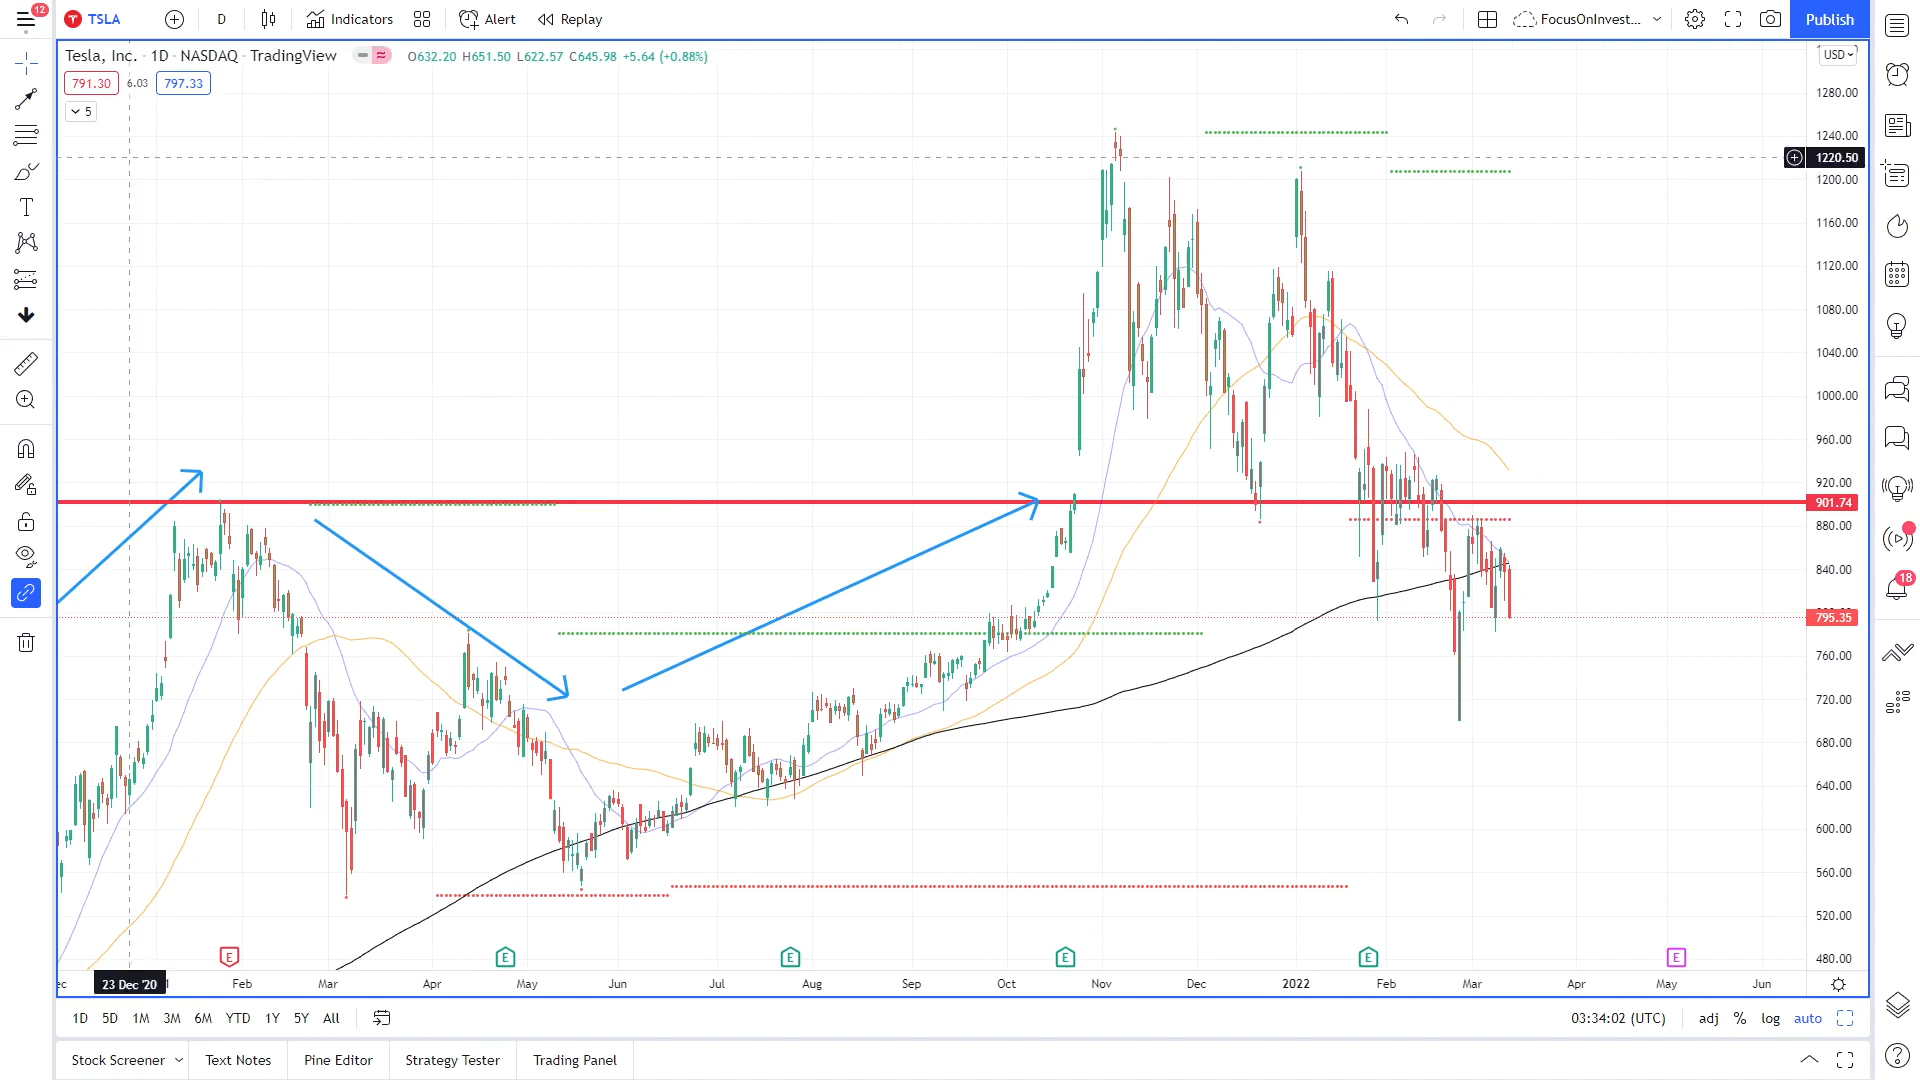 12
TSLA
D
Indicators
Alert
Replay
FocusOnInvest...
Publish
Tesla, Inc. · 1D · NASDAQ · TradingView
O632.20 H651.50 L622.57 C645.98 +5.64 (+0.88%)
USD
791.30 6.03 797.33
5
1280.00
1240.00
1220.50
1200.00
1160.00
1120.00
1080.00
1040.00
1000.00
960.00
920.00
901.74
880.00
840.00
795.35
760.00
720.00
680.00
640.00
600.00
560.00
520.00
480.00
18
E E E E E E
23 Dec '20 Feb Mar Apr May Jun Jul Aug Sep Oct Nov Dec 2022 Feb Mar Apr May Jun
1D 5D 1M 3M 6M YTD 1Y 5Y All
03:34:02 (UTC) adj % log auto
Stock Screener Text Notes Pine Editor Strategy Tester Trading Panel